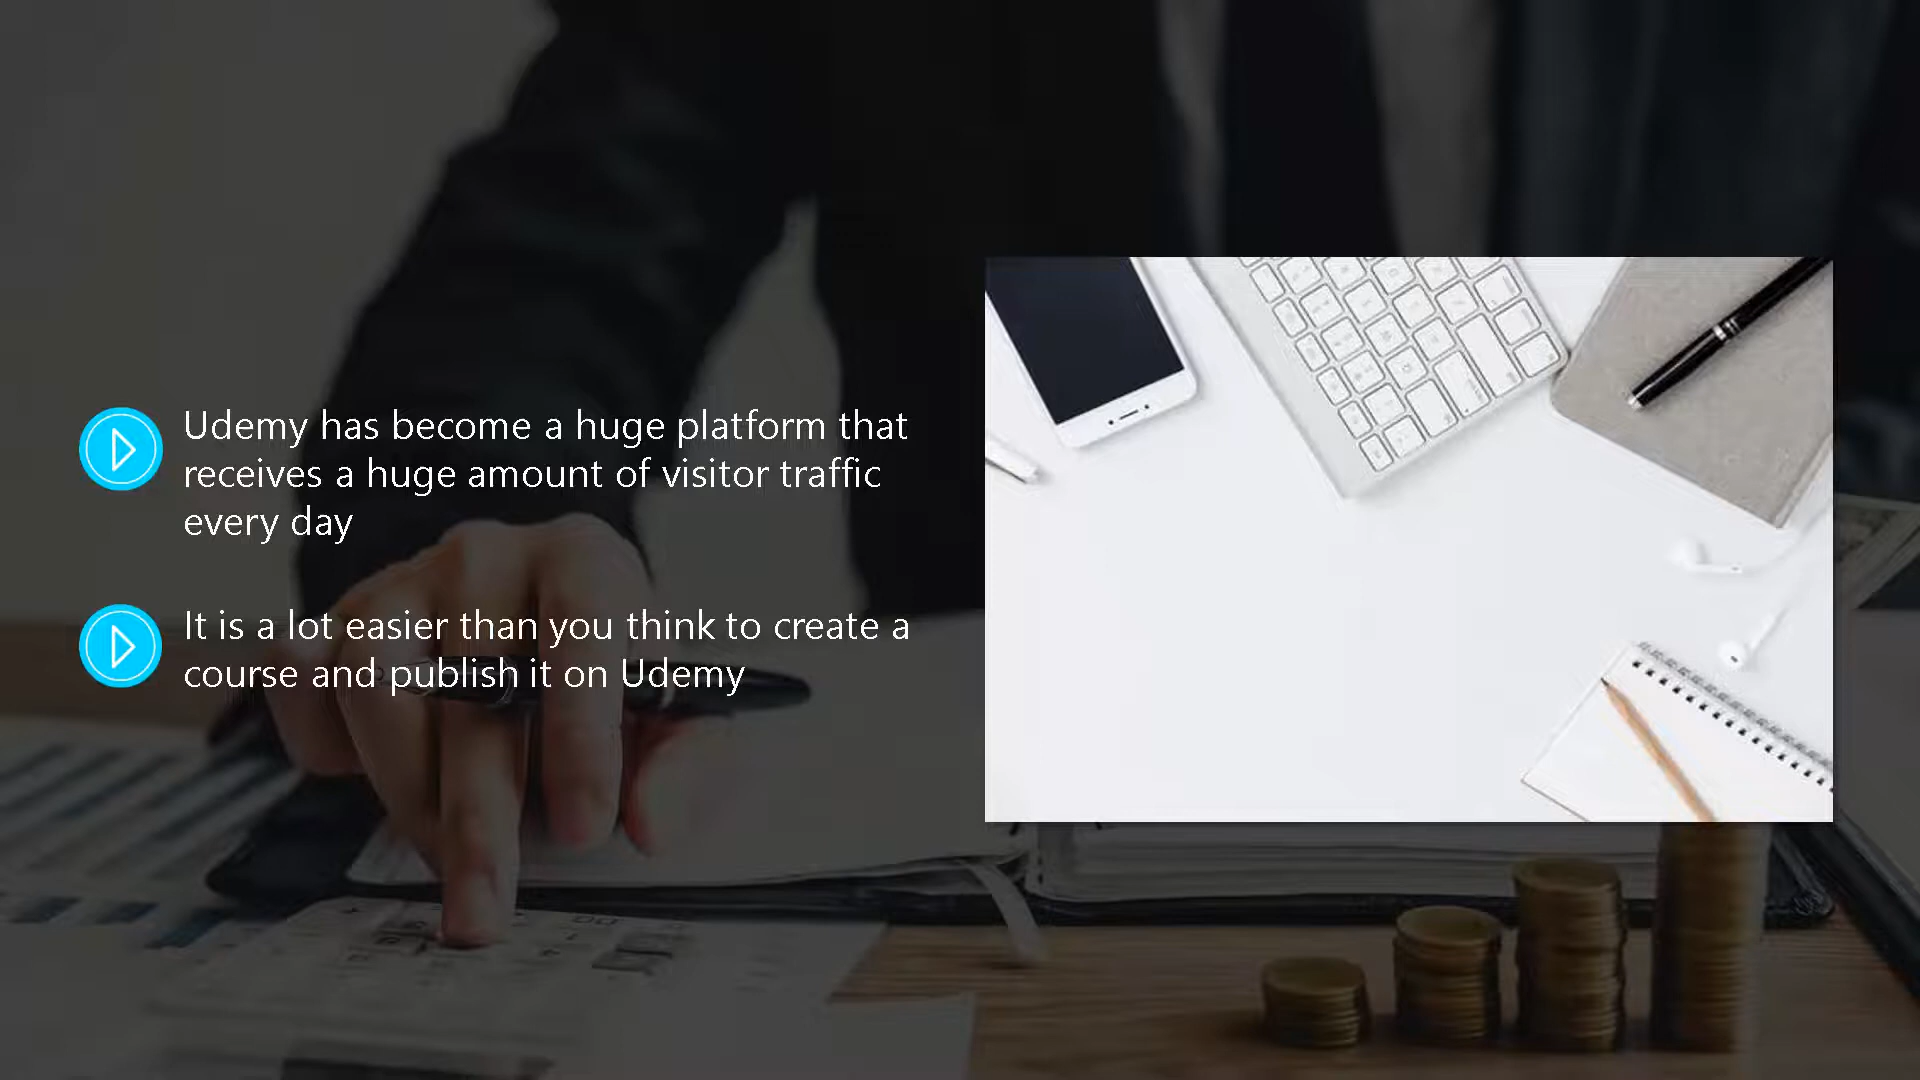 Udemy has become a huge platform that
receives a huge amount of visitor traffic
every day
It is a lot easier than you think to create a
course and publish it on Udemy